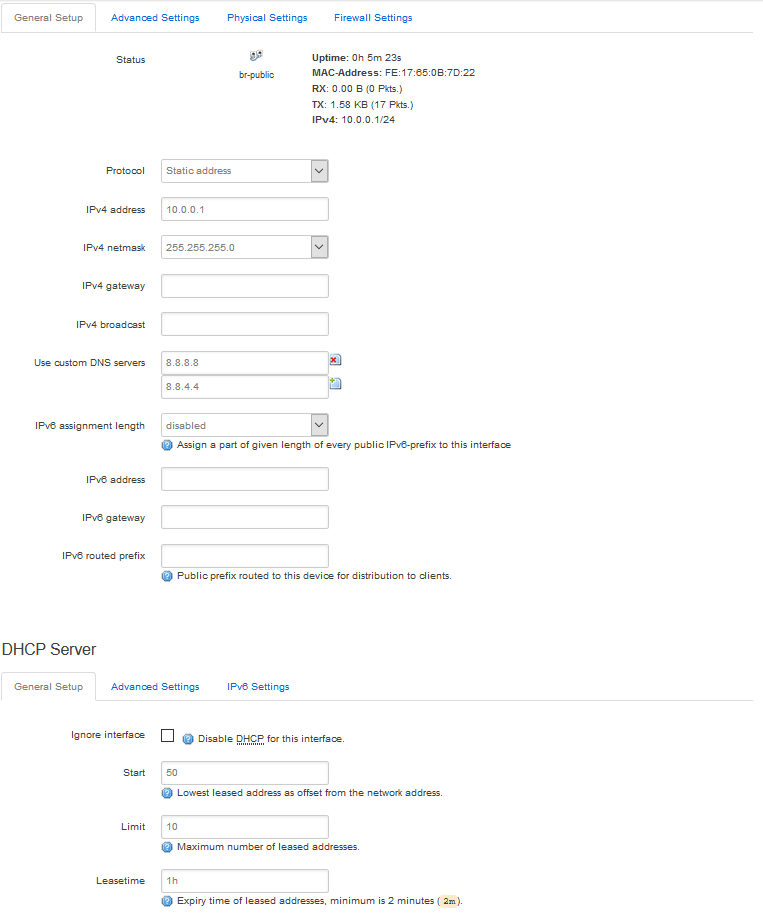 General Setup Advanced Settings Physical Settings Firewall Settings
Status
br-public
Uptime: 0h 5m 23s
MAC-Address: FE:17:65:0B:7D:22
RX: 0.00 B (0 Pkts.)
TX: 1.58 KB (17 Pkts.)
IPv4: 10.0.0.1/24
Protocol Static address
IPv4 address 10.0.0.1
IPv4 netmask 255.255.255.0
IPv4 gateway
IPv4 broadcast
Use custom DNS servers 8.8.8.8
8.8.4.4
IPv6 assignment length disabled
Assign a part of given length of every public IPv6-prefix to this interface
IPv6 address
IPv6 gateway
IPv6 routed prefix
Public prefix routed to this device for distribution to clients.
DHCP Server
General Setup Advanced Settings IPv6 Settings
Ignore interface Disable DHCP for this interface.
Start 50
Lowest leased address as offset from the network address.
Limit 10
Maximum number of leased addresses.
Leasetime 1h
Expiry time of leased addresses, minimum is 2 minutes (2m).